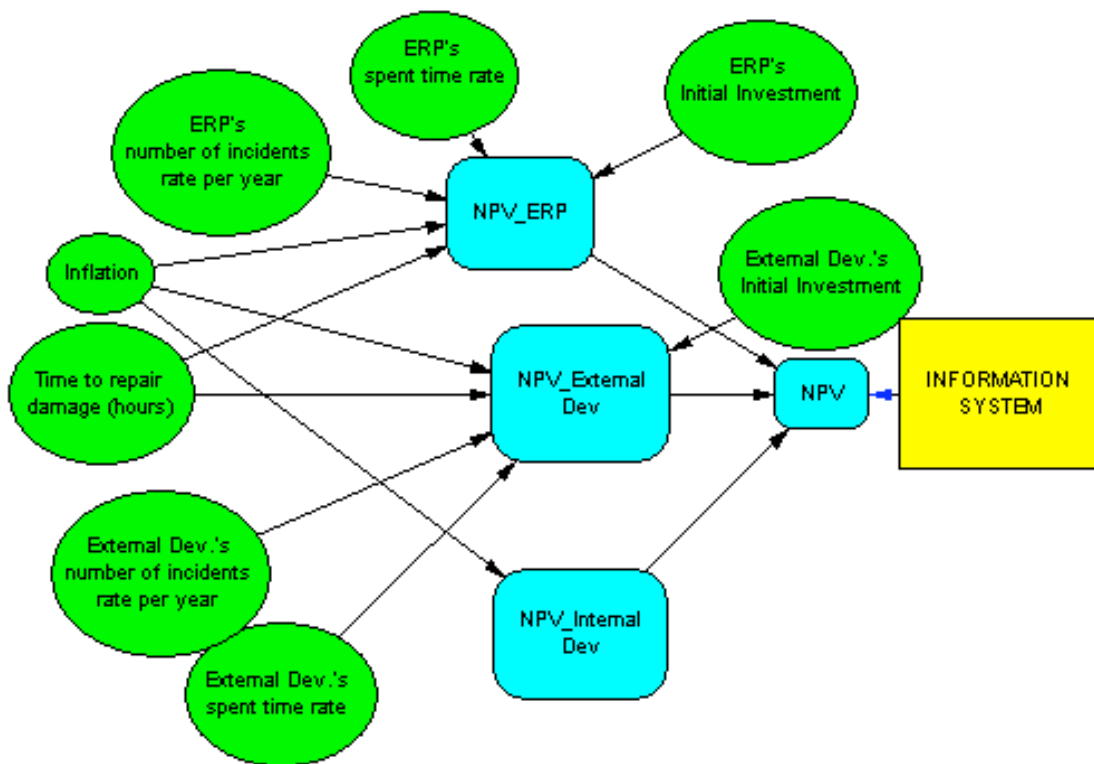 ERP's
spent time rate
ERP's
Initial Investment
ERP's
number of incidents
rate per year
NPV_ERP
Inflation
External Dev.'s
Initial Investment
Time to repair
damage (hours)
NPV_External
Dev
NPV
INFORMATION
SYSTEM
External Dev.'s
number of incidents
rate per year
NPV_Internal
Dev
External Dev.'s
spent time rate